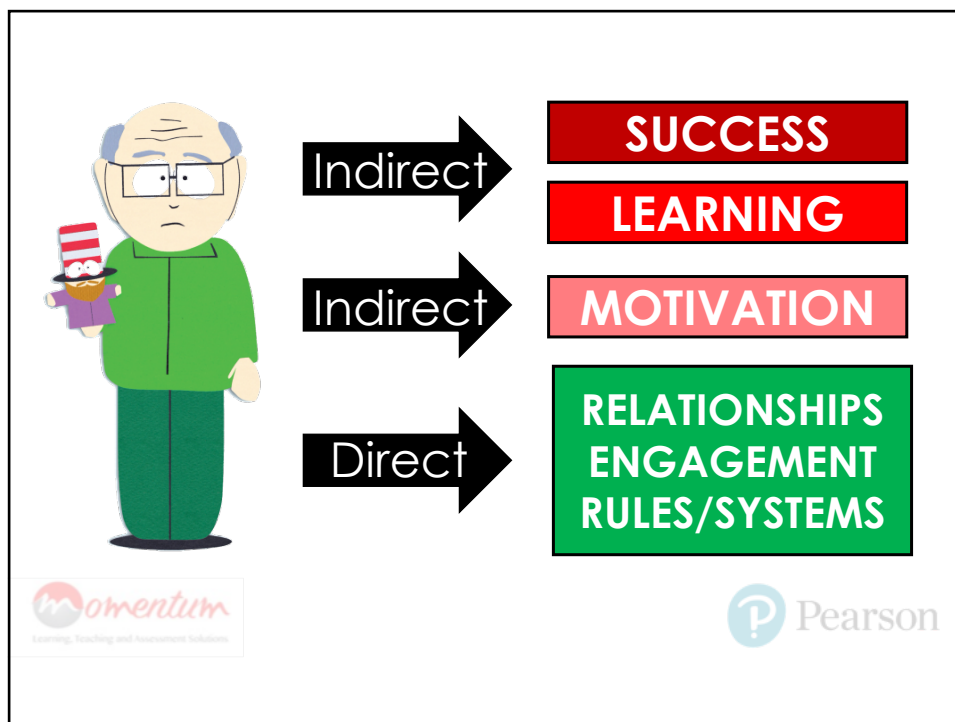 Indirect
SUCCESS
LEARNING
Indirect
MOTIVATION
Direct
RELATIONSHIPS
ENGAGEMENT
RULES/SYSTEMS
momentum
Learning, Teaching and Assessment Solutions
P Pearson